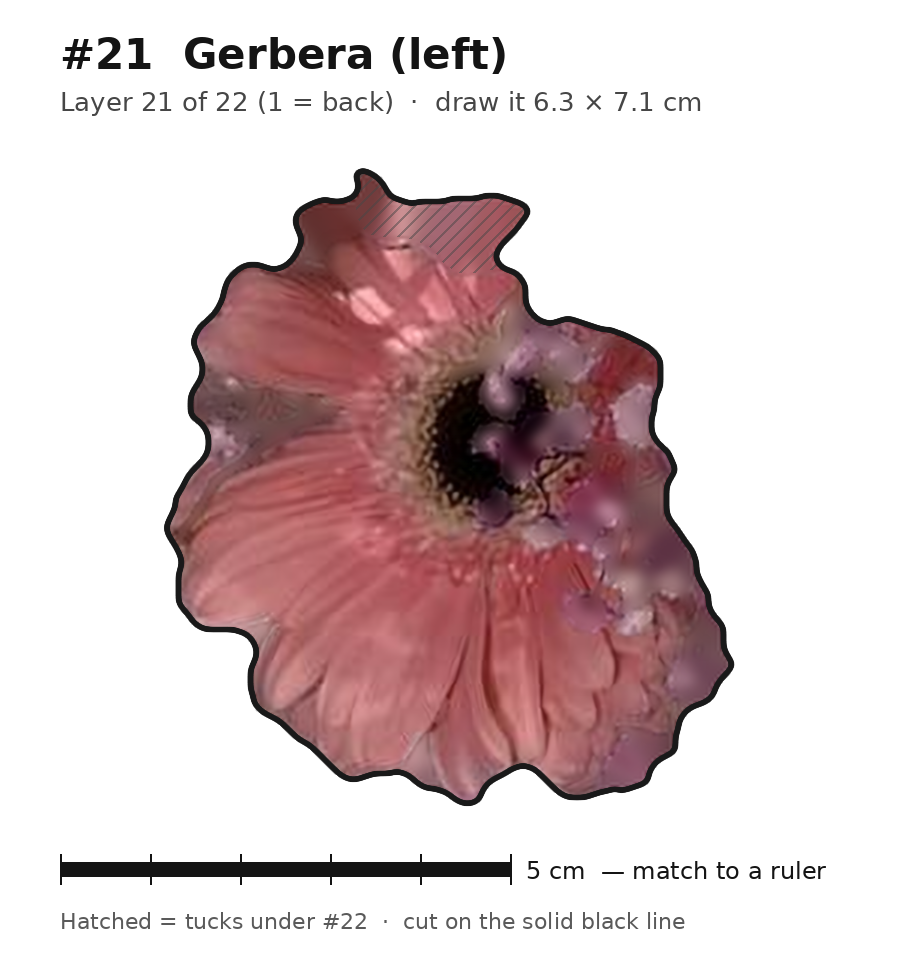 #21 Gerbera (left)
Layer 21 of 22 (1 = back) · draw it 6.3 × 7.1 cm
5 cm — match to a ruler
Hatched = tucks under #22 · cut on the solid black line